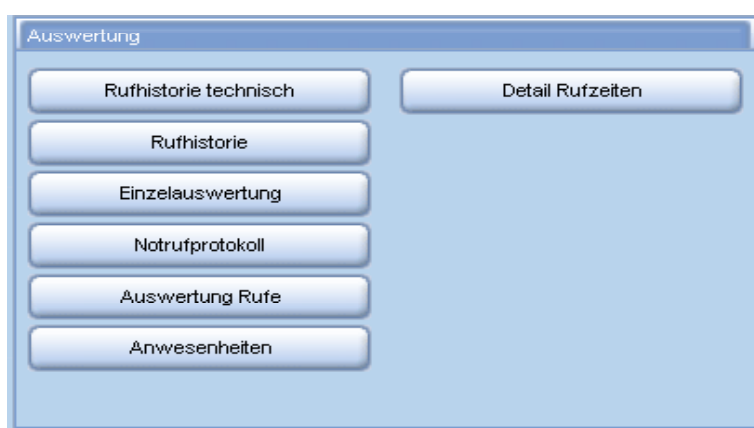 Auswertung
Rufhistorie technisch
Detail Rufzeiten
Rufhistorie
Einzelauswertung
Notrufprotokoll
Auswertung Rufe
Anwesenheiten